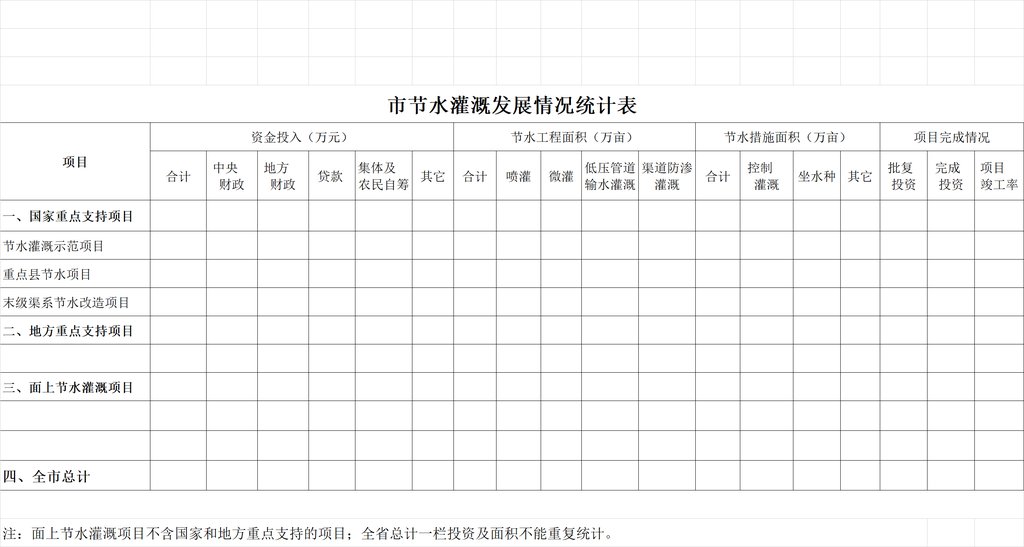 市节水灌溉发展情况统计表
项目 资金投入（万元） 节水工程面积（万亩） 节水措施面积（万亩） 项目完成情况
合计 中央财政 地方财政 贷款 集体及农民自筹 其它 合计 喷灌 微灌 低压管道输水灌溉 渠道防渗灌溉 合计 控制灌溉 坐水种 其它 批复投资 完成投资 项目竣工率
一、国家重点支持项目
节水灌溉示范项目
重点县节水项目
末级渠系节水改造项目
二、地方重点支持项目
三、面上节水灌溉项目
四、全市总计
注：面上节水灌溉项目不含国家和地方重点支持的项目；全省总计一栏投资及面积不能重复统计。